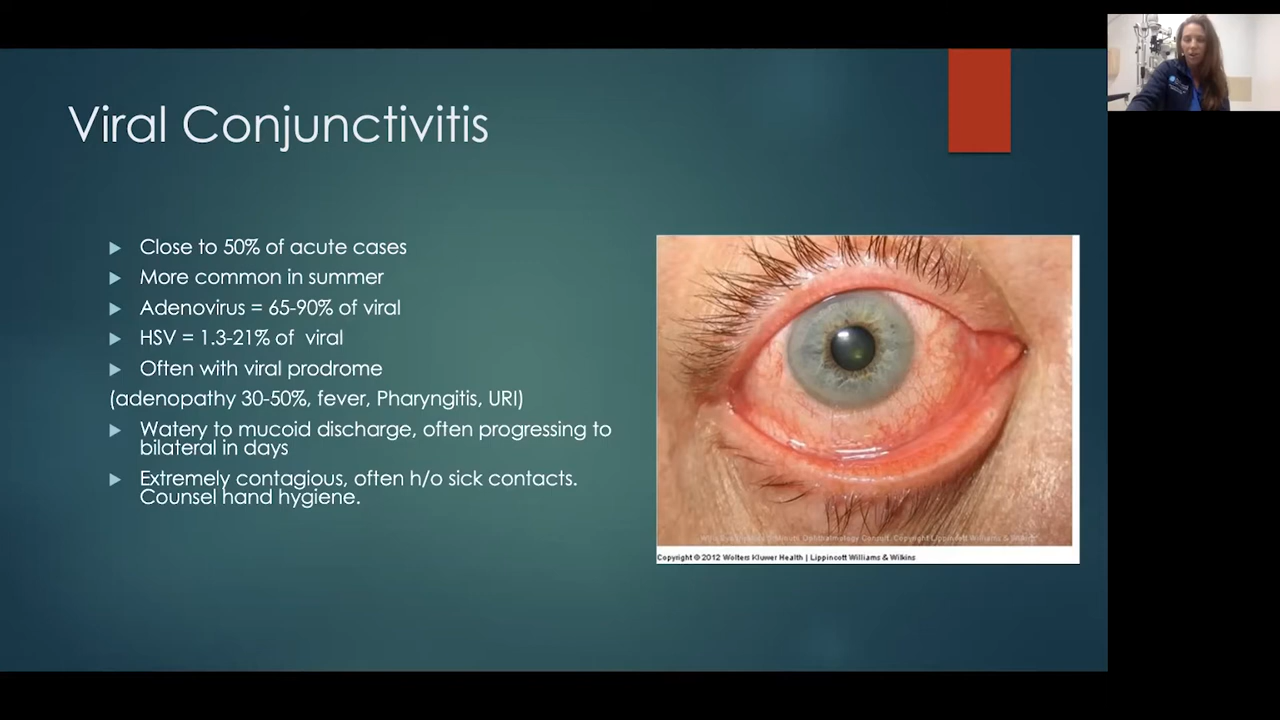 Viral Conjunctivitis
Close to 50% of acute cases
More common in summer
Adenovirus = 65-90% of viral
HSV = 1.3-21% of viral
Often with viral prodrome
(adenopathy 30-50%, fever, Pharyngitis, URI)
Watery to mucoid discharge, often progressing to
bilateral in days
Extremely contagious, often h/o sick contacts.
Counsel hand hygiene.
Copyright © 2012 Wolters Kluwer Health | Lippincott Williams & Wilkins